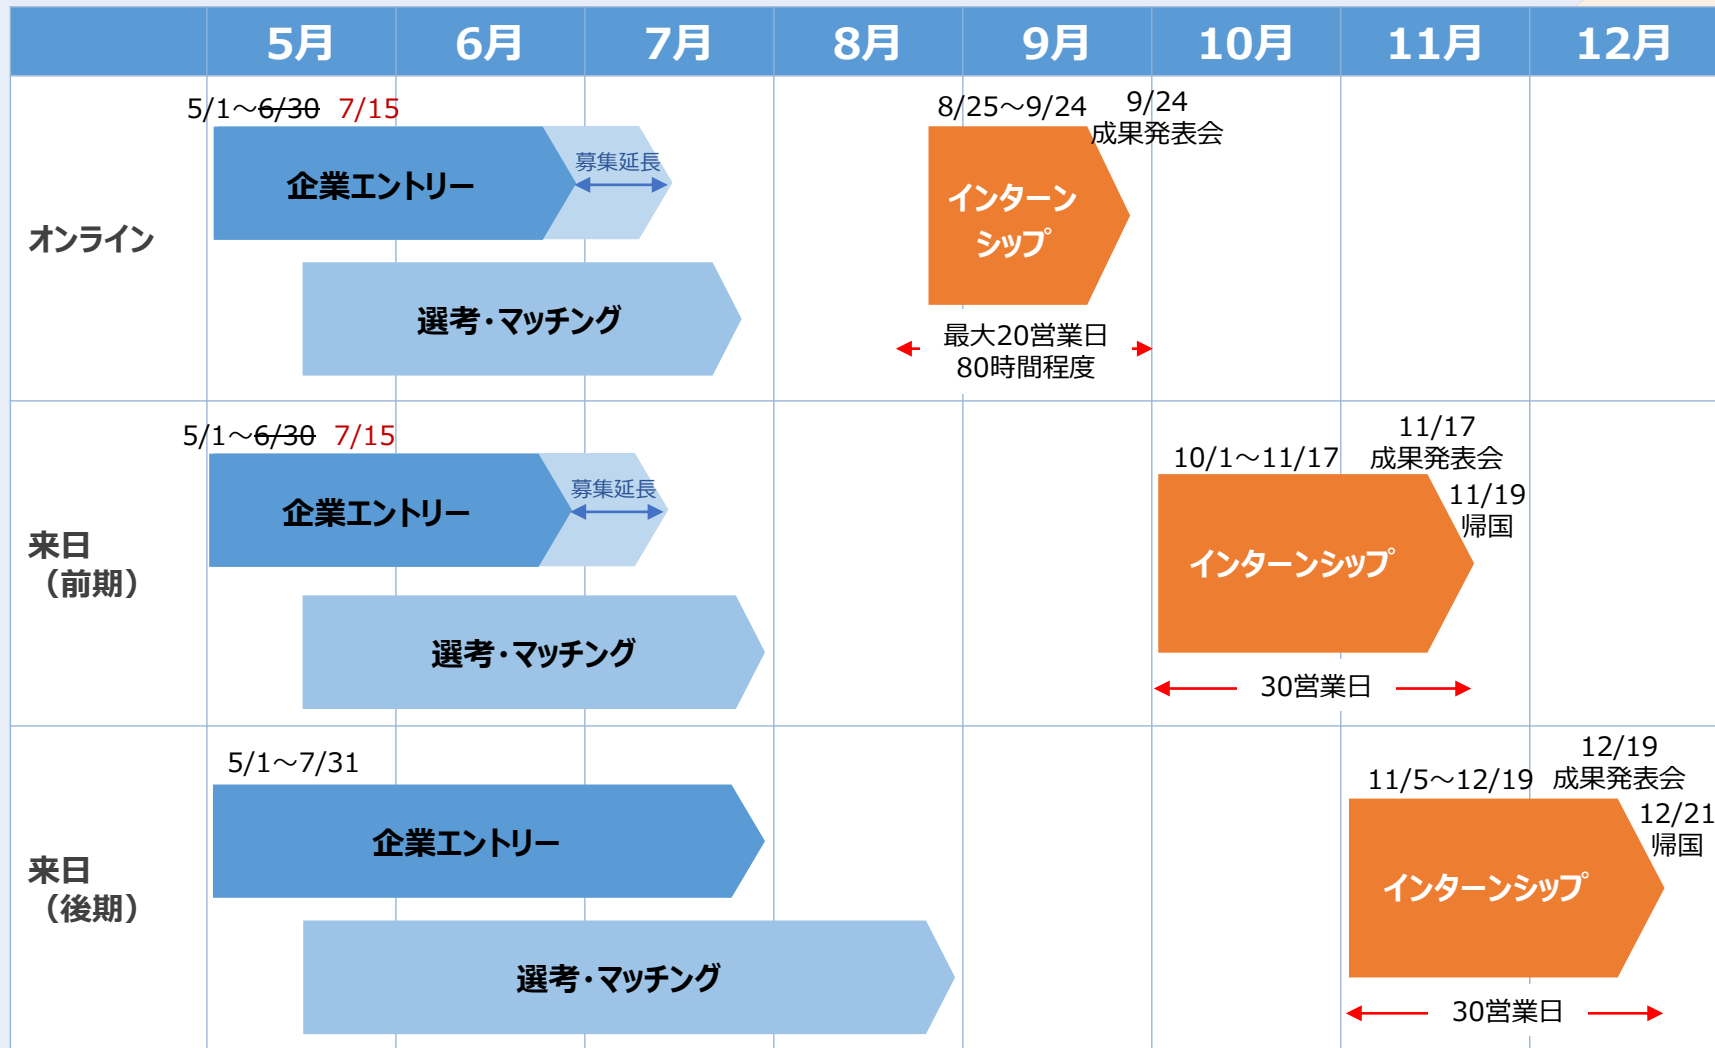 5月 6月 7月 8月 9月 10月 11月 12月
オンライン
5/1～6/30 7/15
企業エントリー
募集延長
選考・マッチング
8/25～9/24
9/24
成果発表会
インターン
シップ
最大20営業日
80時間程度
来日
（前期）
5/1～6/30 7/15
企業エントリー
募集延長
選考・マッチング
10/1～11/17
11/17
成果発表会
11/19
帰国
インターンシップ
30営業日
来日
（後期）
5/1～7/31
企業エントリー
選考・マッチング
11/5～12/19
12/19
成果発表会
12/21
帰国
インターンシップ
30営業日